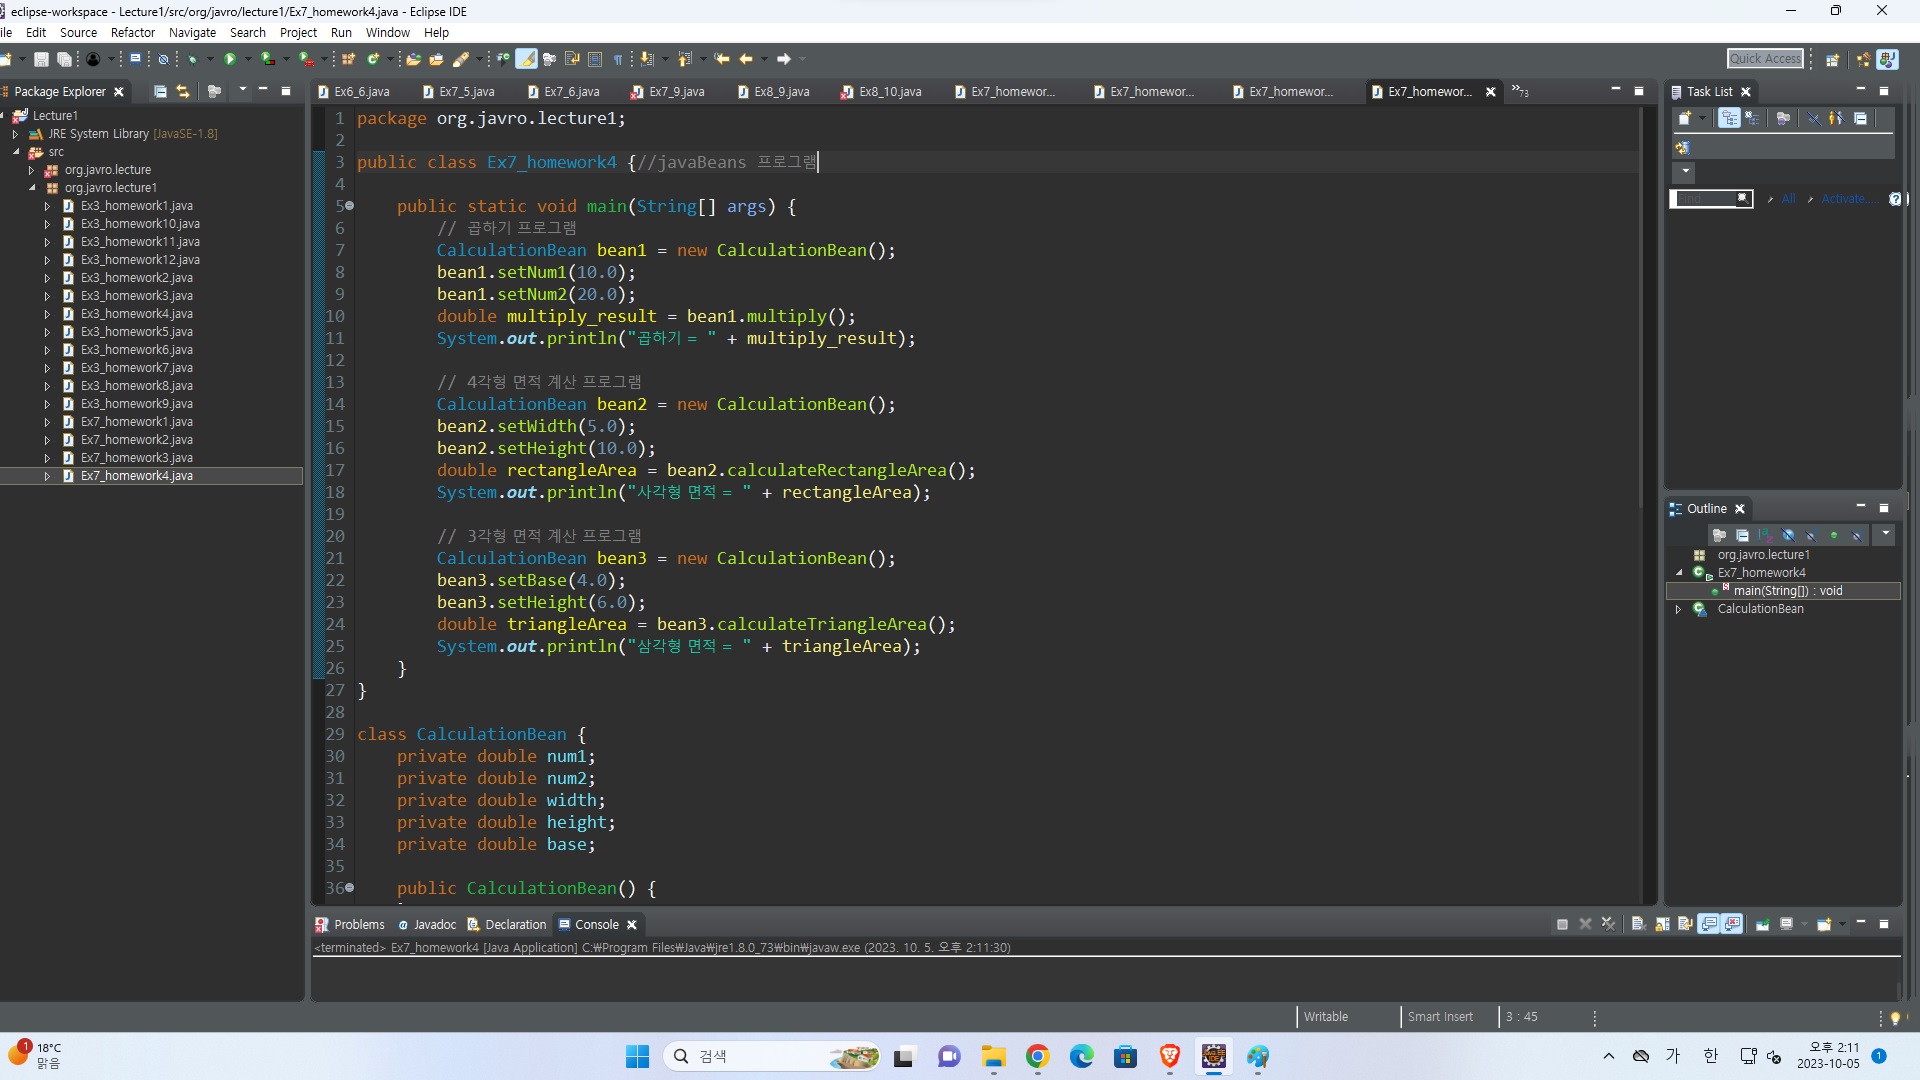 eclipse-workspace - Lecture1/src/org/javro/lecture1/Ex7_homework4.java - Eclipse IDE
ile Edit Source Refactor Navigate Search Project Run Window Help
Quick Access
Package Explorer
Lecture1
JRE System Library [JavaSE-1.8]
src
org.javro.lecture
org.javro.lecture1
Ex3_homework1.java
Ex3_homework10.java
Ex3_homework11.java
Ex3_homework12.java
Ex3_homework2.java
Ex3_homework3.java
Ex3_homework4.java
Ex3_homework5.java
Ex3_homework6.java
Ex3_homework7.java
Ex3_homework8.java
Ex3_homework9.java
Ex7_homework1.java
Ex7_homework2.java
Ex7_homework3.java
Ex7_homework4.java
Ex6_6.java Ex7_5.java Ex7_6.java Ex7_9.java Ex8_9.java Ex8_10.java Ex7_homewor... Ex7_homewor... Ex7_homewor... Ex7_homewor... »73
1 package org.javro.lecture1;
2
3 public class Ex7_homework4 {//javaBeans 프로그램
4
5 public static void main(String[] args) {
6 // 곱하기 프로그램
7 CalculationBean bean1 = new CalculationBean();
8 bean1.setNum1(10.0);
9 bean1.setNum2(20.0);
10 double multiply_result = bean1.multiply();
11 System.out.println("곱하기 = " + multiply_result);
12
13 // 4각형 면적 계산 프로그램
14 CalculationBean bean2 = new CalculationBean();
15 bean2.setWidth(5.0);
16 bean2.setHeight(10.0);
17 double rectangleArea = bean2.calculateRectangleArea();
18 System.out.println("사각형 면적 = " + rectangleArea);
19
20 // 3각형 면적 계산 프로그램
21 CalculationBean bean3 = new CalculationBean();
22 bean3.setBase(4.0);
23 bean3.setHeight(6.0);
24 double triangleArea = bean3.calculateTriangleArea();
25 System.out.println("삼각형 면적 = " + triangleArea);
26 }
27 }
28
29 class CalculationBean {
30 private double num1;
31 private double num2;
32 private double width;
33 private double height;
34 private double base;
35
36 public CalculationBean() {
Task List
Find All Activate...
Outline
org.javro.lecture1
Ex7_homework4
main(String[]) : void
CalculationBean
Problems Javadoc Declaration Console
<terminated> Ex7_homework4 [Java Application] C:₩Program Files₩Java₩jre1.8.0_73₩bin₩javaw.exe (2023. 10. 5. 오후 2:11:30)
Writable Smart Insert 3 : 45
1
18°C
맑음
검색
가 한
오후 2:11
2023-10-05
1